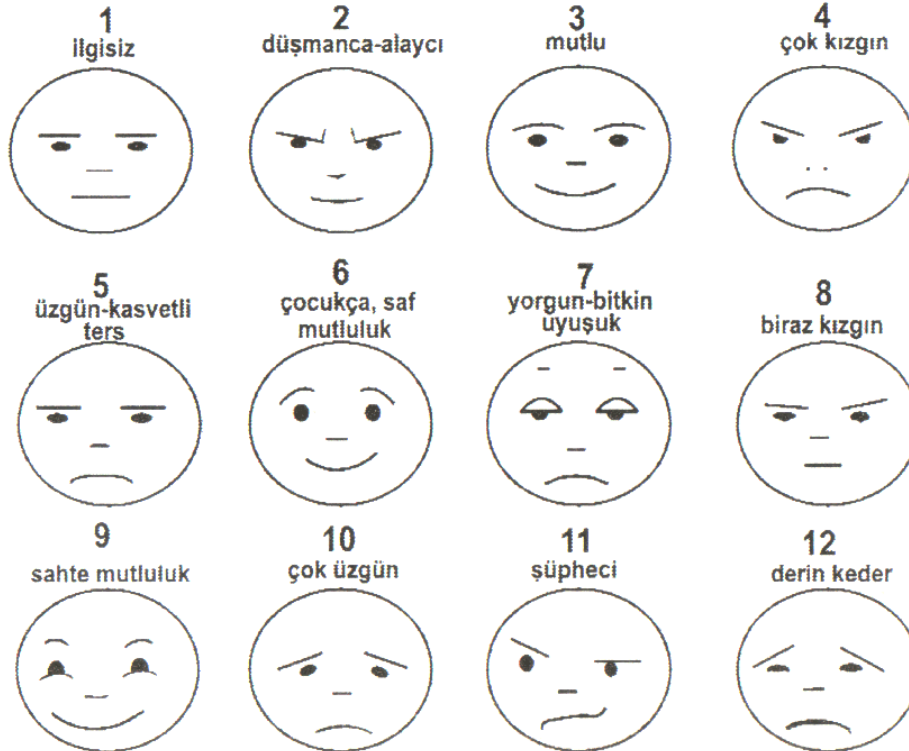 1
ilgisiz
2
düşmanca-alaycı
3
mutlu
4
çok kızgın
5
üzgün-kasvetli
ters
6
çocukça, saf
mutluluk
7
yorgun-bitkin
uyuşuk
8
biraz kızgın
9
sahte mutluluk
10
çok üzgün
11
şüpheci
12
derin keder